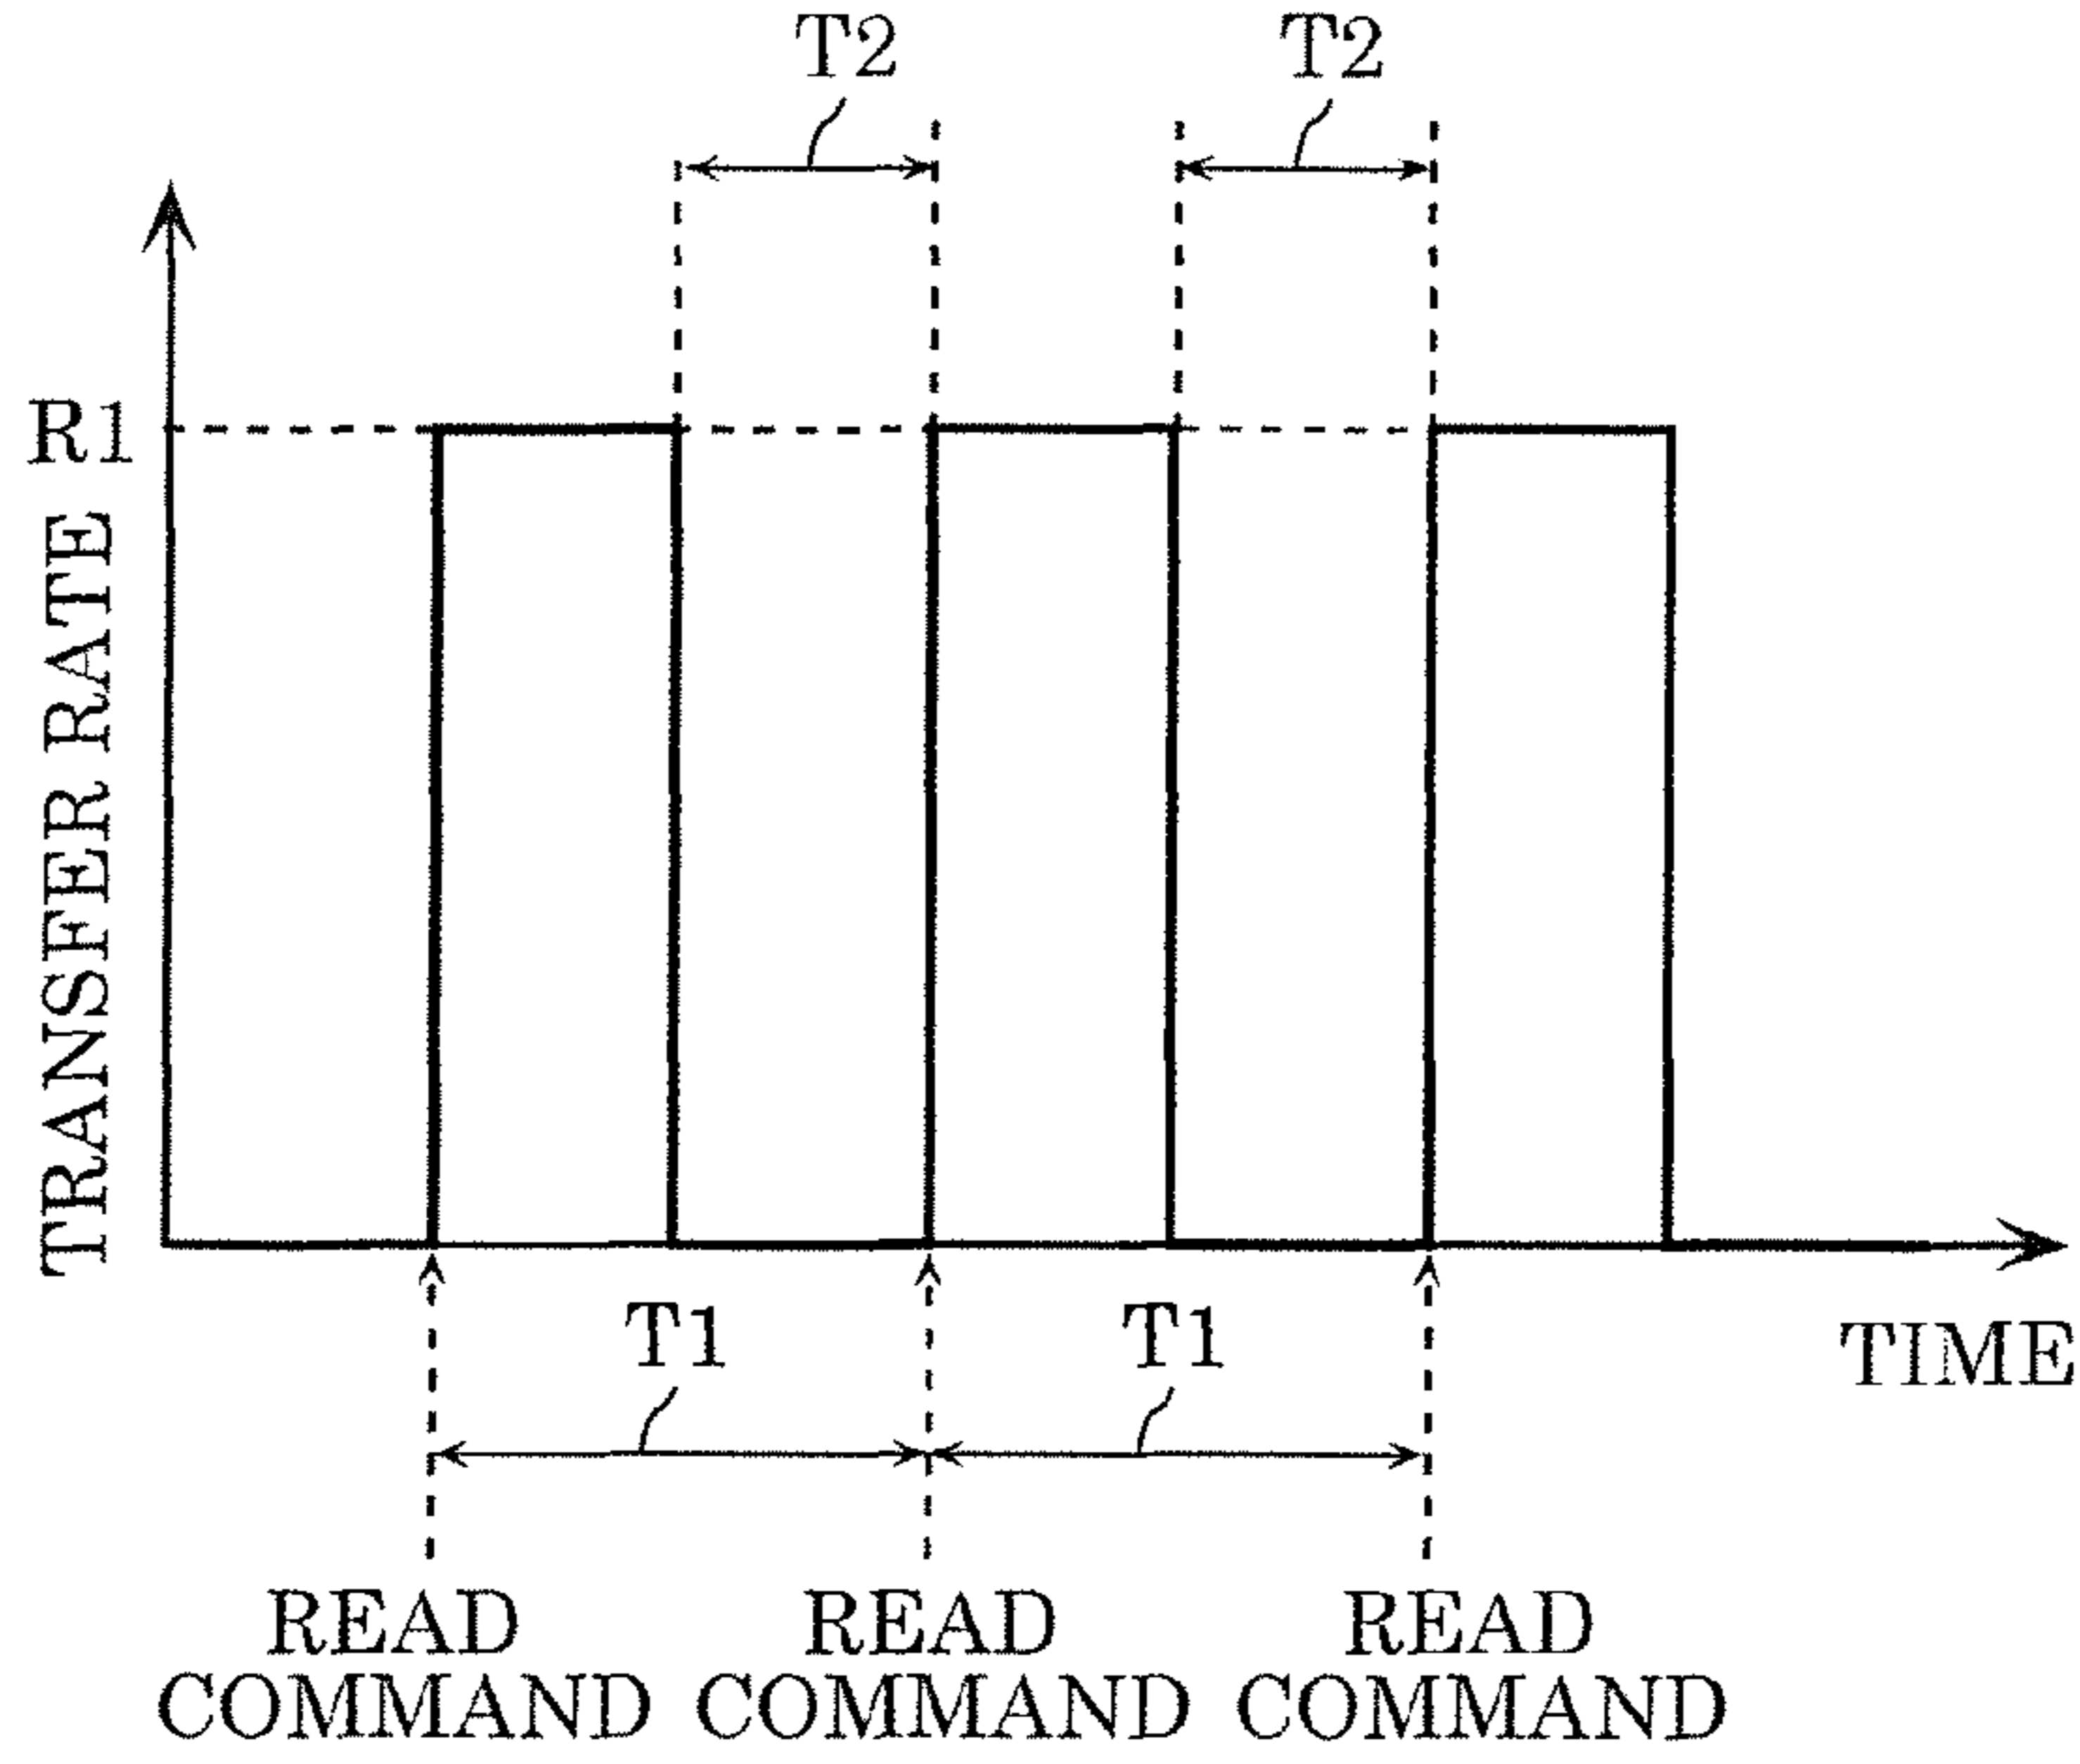 T2 T2
R1
TRANSFER RATE
T1 T1
TIME
READ READ READ
COMMAND COMMAND COMMAND